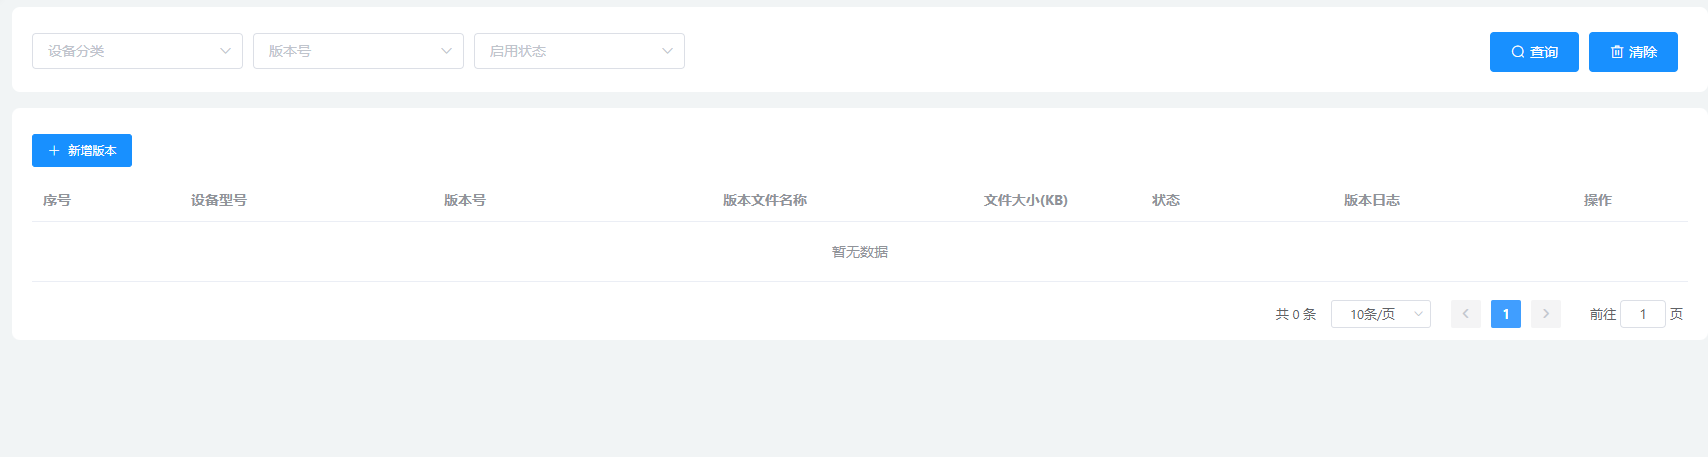 设备分类 版本号 启用状态 查询 清除
新增版本
序号 设备型号 版本号 版本文件名称 文件大小(KB) 状态 版本日志 操作
暂无数据
共 0 条 10条/页 1 前往 1 页